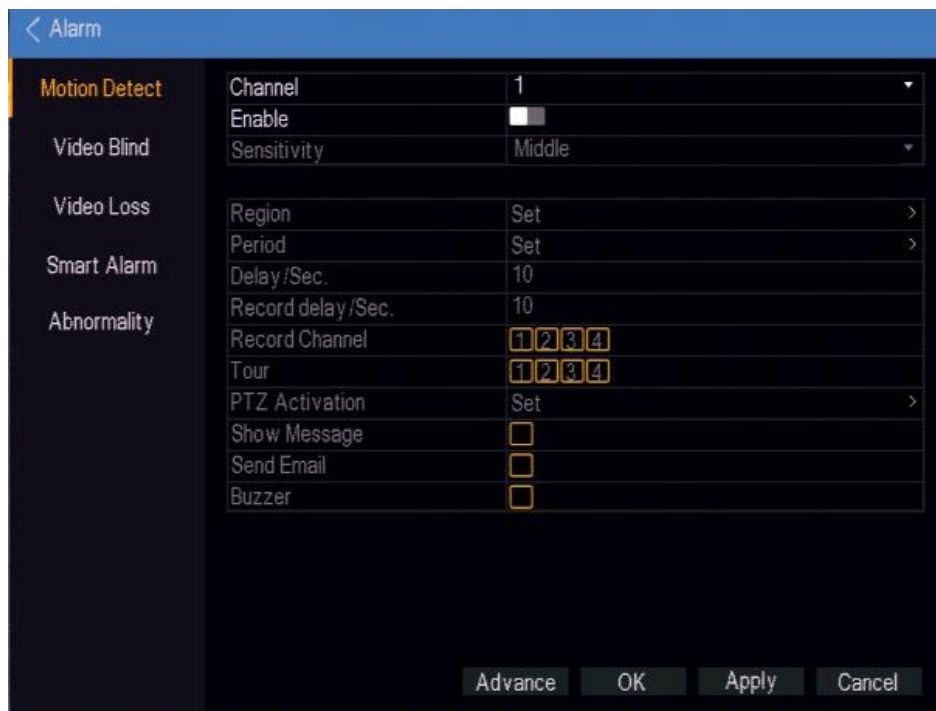 < Alarm
Motion Detect
Video Blind
Video Loss
Smart Alarm
Abnormality
Channel 1
Enable
Sensitivity Middle
Region Set >
Period Set >
Delay/Sec. 10
Record delay/Sec. 10
Record Channel 1 2 3 4
Tour 1 2 3 4
PTZ Activation Set >
Show Message
Send Email
Buzzer
Advance OK Apply Cancel